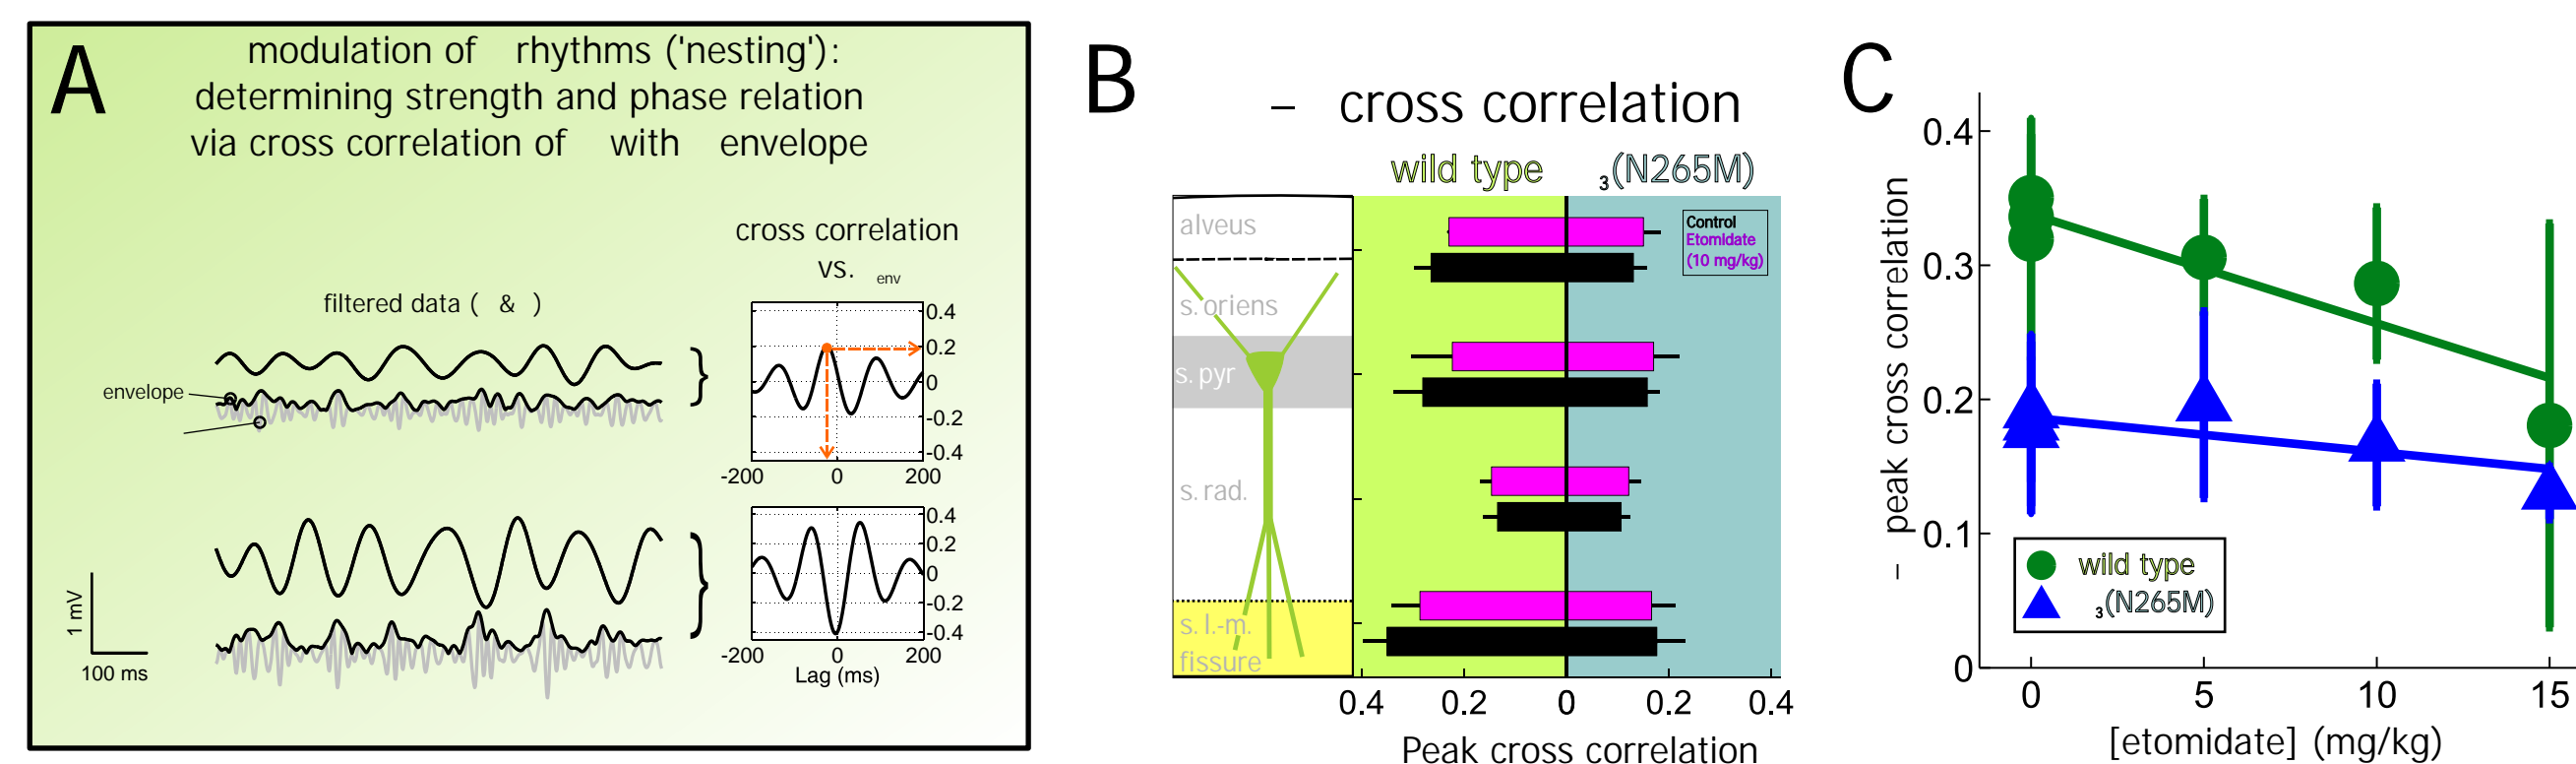 A
modulation of rhythms ('nesting'):
determining strength and phase relation
via cross correlation of with envelope
cross correlation
vs. env
filtered data ( & )
envelope
0.4
0.2
0
-0.2
-0.4
-200 0 200
0.4
0.2
0
-0.2
-0.4
-200 0 200
Lag (ms)
1 mV
100 ms
B
– cross correlation
wild type
3(N265M)
Control
Etomidate
(10 mg/kg)
alveus
s. oriens
s. pyr
s. rad.
s. l.-m.
fissure
0.4 0.2 0 0.2 0.4
Peak cross correlation
C
– peak cross correlation
0.4
0.3
0.2
0.1
0
wild type
3(N265M)
0 5 10 15
[etomidate] (mg/kg)